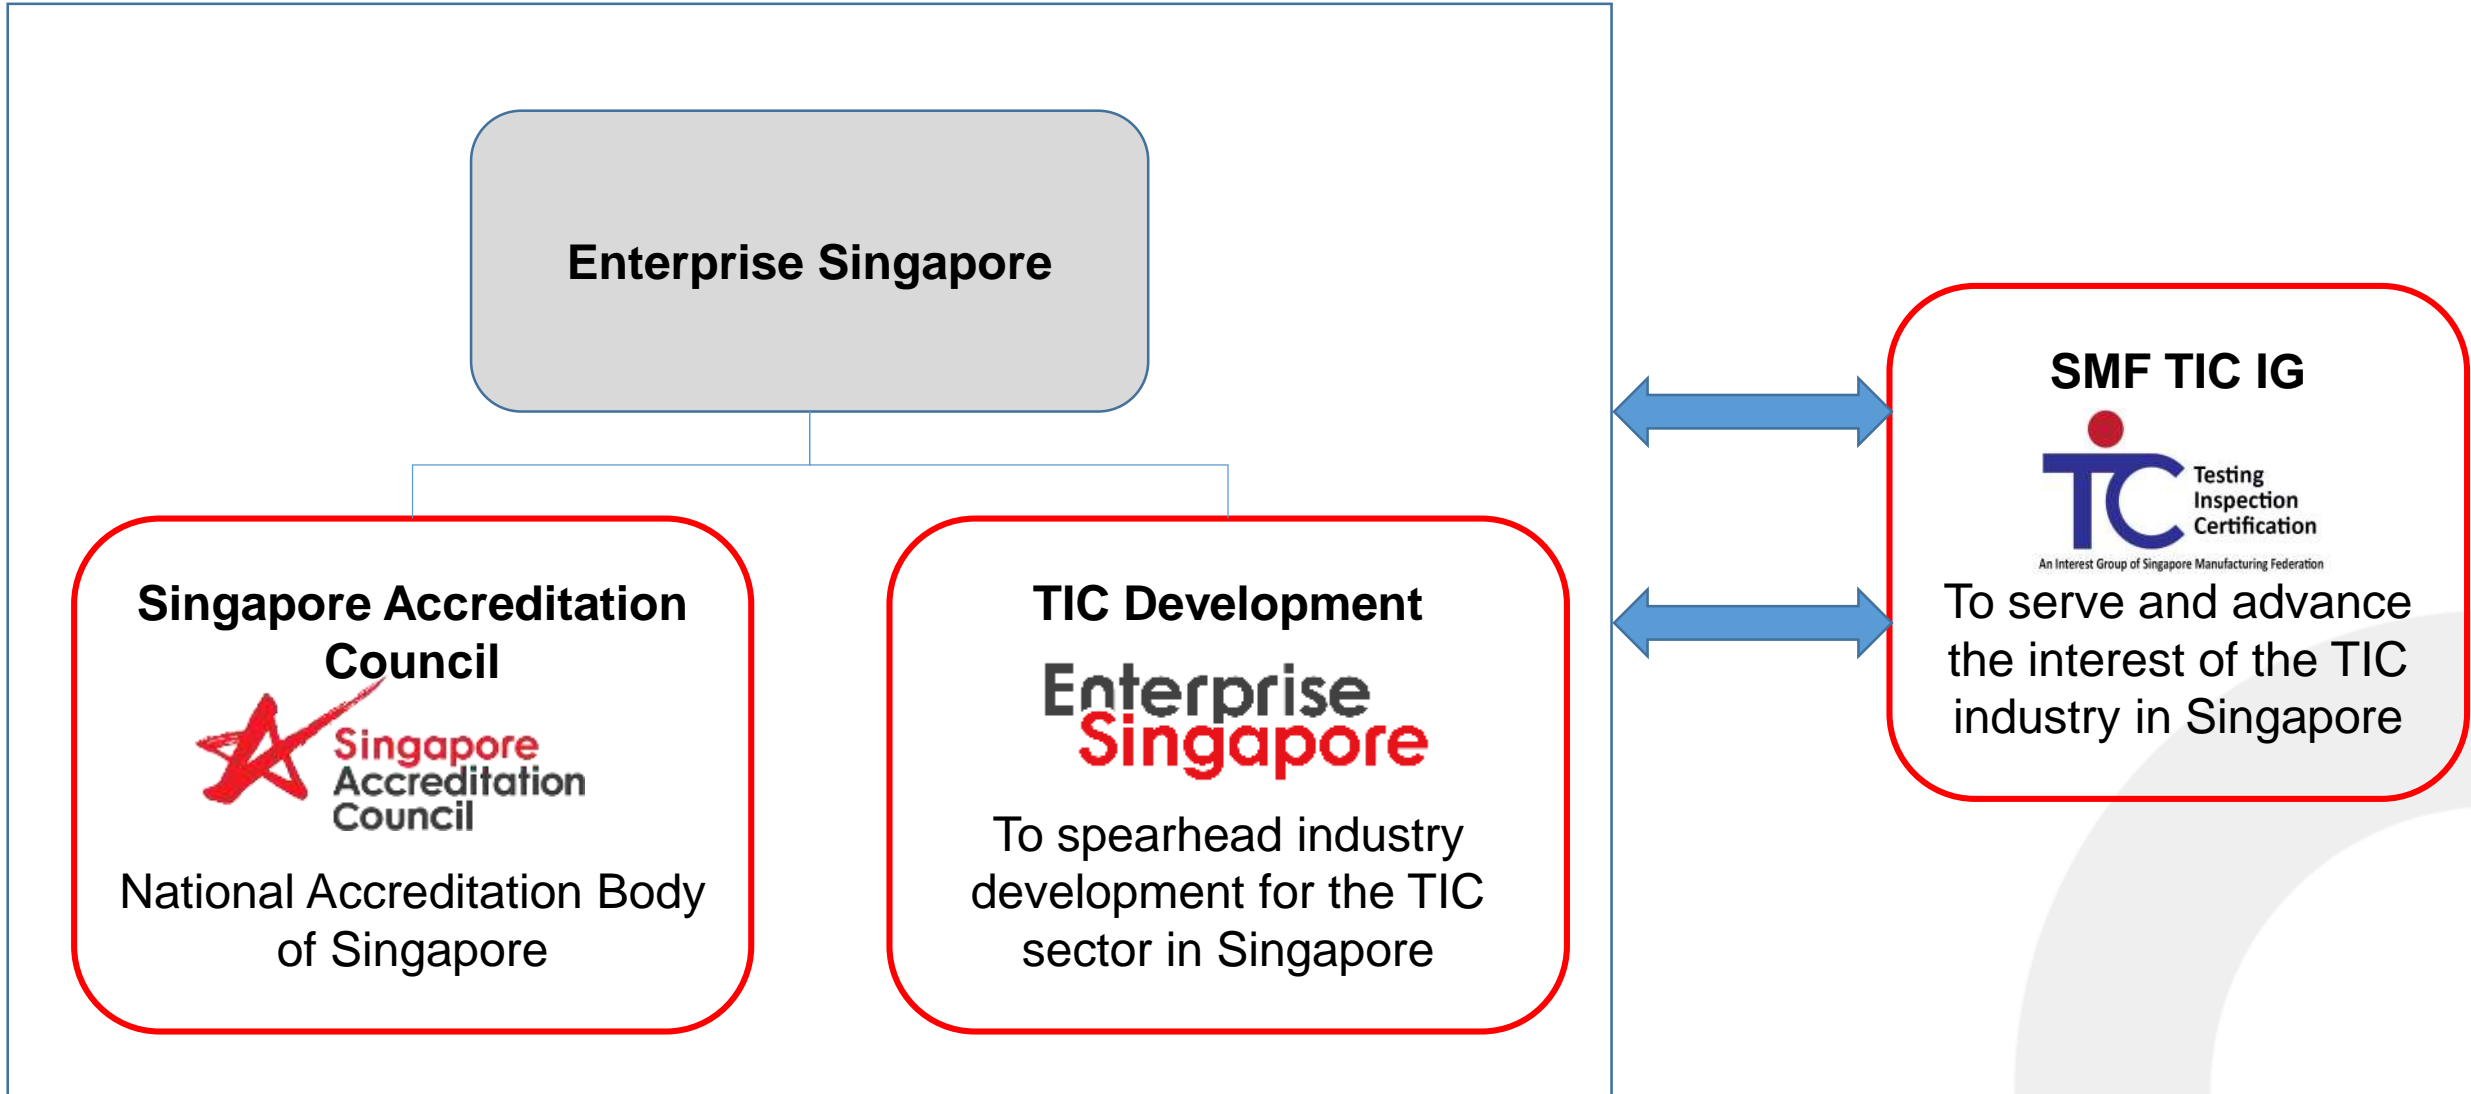 Enterprise Singapore
Singapore Accreditation
Council
Singapore
Accreditation
Council
National Accreditation Body
of Singapore
TIC Development
Enterprise
Singapore
To spearhead industry
development for the TIC
sector in Singapore
SMF TIC IG
TC
Testing
Inspection
Certification
An Interest Group of Singapore Manufacturing Federation
To serve and advance
the interest of the TIC
industry in Singapore